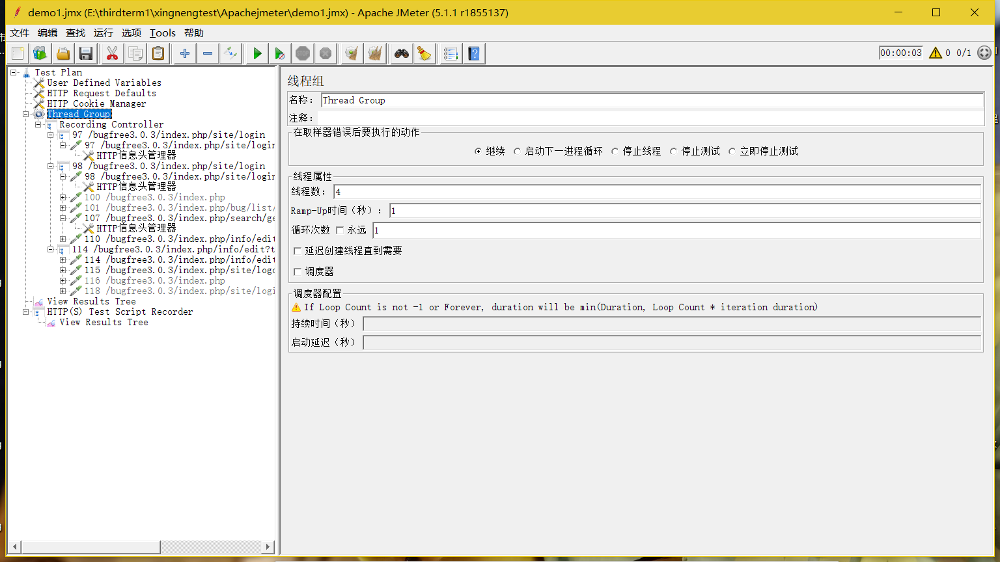 demo1.jmx (E:\thirdterm1\xingnengtest\Apachejmeter\demo1.jmx) - Apache JMeter (5.1.1 r1855137)
文件 编辑 查找 运行 选项 Tools 帮助
00:00:03 0 0/1
Test Plan
User Defined Variables
HTTP Request Defaults
HTTP Cookie Manager
Thread Group
Recording Controller
97 /bugfree3.0.3/index.php/site/login
97 /bugfree3.0.3/index.php/site/login
HTTP信息头管理器
98 /bugfree3.0.3/index.php/site/login
98 /bugfree3.0.3/index.php/site/login
HTTP信息头管理器
100 /bugfree3.0.3/index.php
101 /bugfree3.0.3/index.php/bug/list/
107 /bugfree3.0.3/index.php/search/ge
HTTP信息头管理器
110 /bugfree3.0.3/index.php/info/edit
114 /bugfree3.0.3/index.php/info/edit?t
114 /bugfree3.0.3/index.php/info/edit
115 /bugfree3.0.3/index.php/site/logo
116 /bugfree3.0.3/index.php
118 /bugfree3.0.3/index.php/site/logi
View Results Tree
HTTP(S) Test Script Recorder
View Results Tree
线程组
名称： Thread Group
注释：
在取样器错误后要执行的动作
继续 启动下一进程循环 停止线程 停止测试 立即停止测试
线程属性
线程数： 4
Ramp-Up时间（秒）： 1
循环次数 永远 1
延迟创建线程直到需要
调度器
调度器配置
If Loop Count is not -1 or Forever, duration will be min(Duration, Loop Count * iteration duration)
持续时间（秒）
启动延迟（秒）